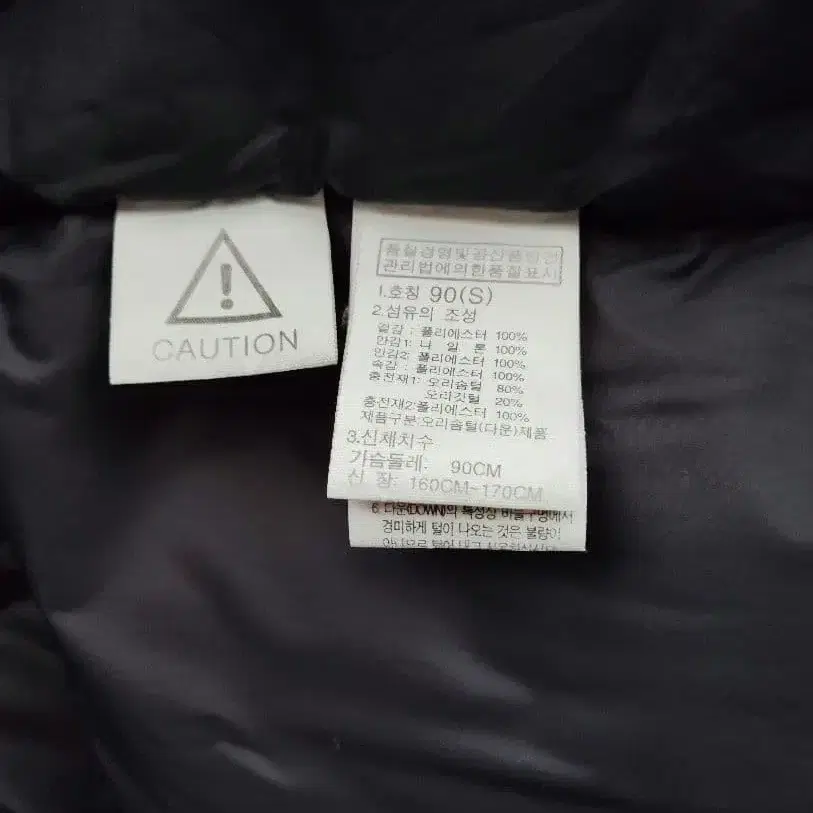 CAUTION
품질경영및공산품안전
관리법에의한품질표시
1.호칭 90(S)
2.섬유의 조성
겉감 : 폴리에스터 100%
안감1: 나 일 론 100%
안감2: 폴리에스터 100%
속감 : 폴리에스터 100%
충전재1: 오리솜털 80%
오리깃털 20%
충전재2:폴리에스터 100%
제품구분:오리솜털(다운)제품
3.신체치수
가슴둘레: 90CM
신 장: 160CM~170CM
6. 다운(DOWN)의 특성상 바늘구멍에서
경미하게 털이 나오는 것은 불량이